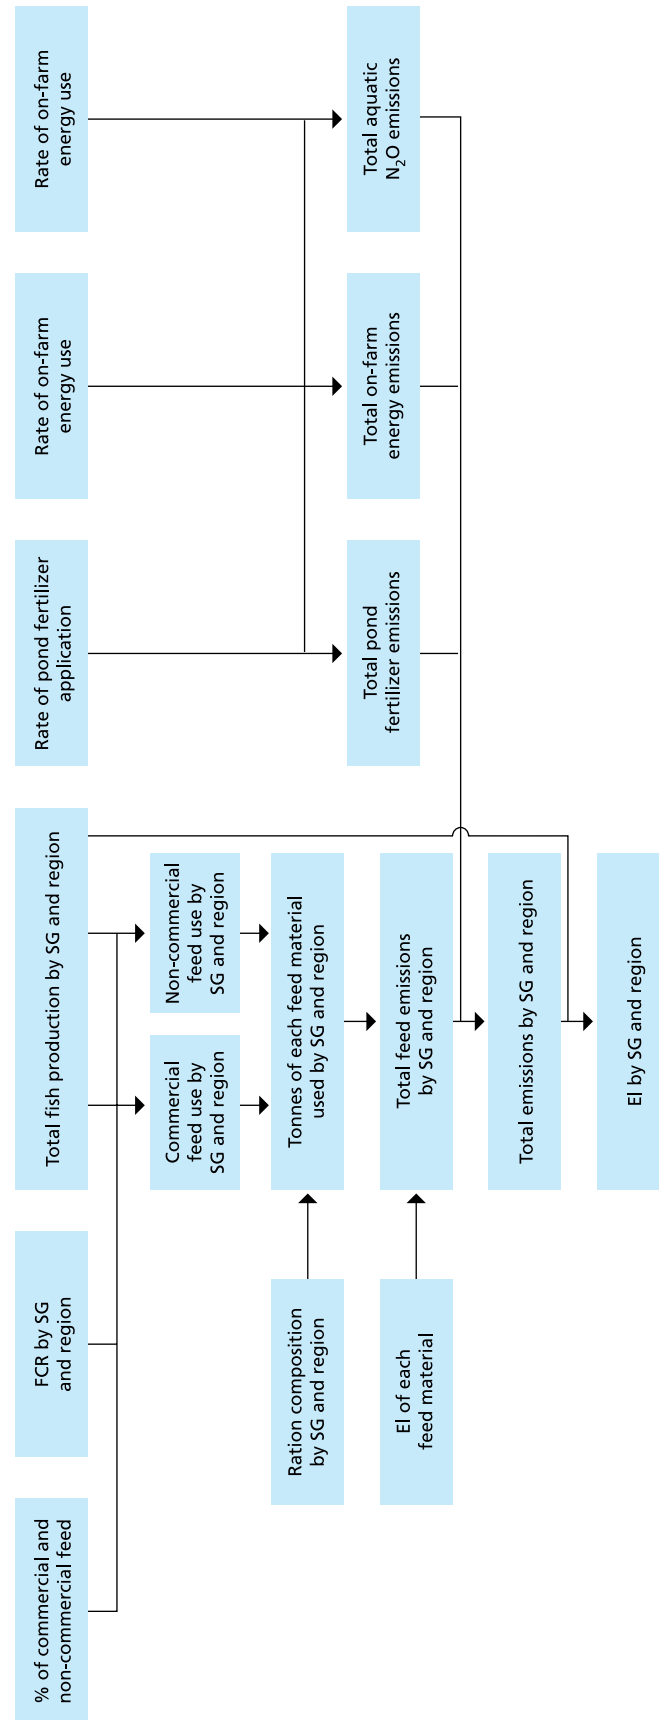 % of commercial and
non-commercial feed
FCR by SG
and region
Total fish production by SG and region
Rate of pond fertilizer
application
Rate of on-farm
energy use
Rate of on-farm
energy use
Commercial
feed use by
SG and region
Non-commercial
feed use by
SG and region
Ration composition
by SG and region
Tonnes of each feed material
used by SG and region
Total pond
fertilizer emissions
Total on-farm
energy emissions
Total aquatic
N₂O emissions
EI of each
feed material
Total feed emissions
by SG and region
Total emissions by SG and region
EI by SG and region